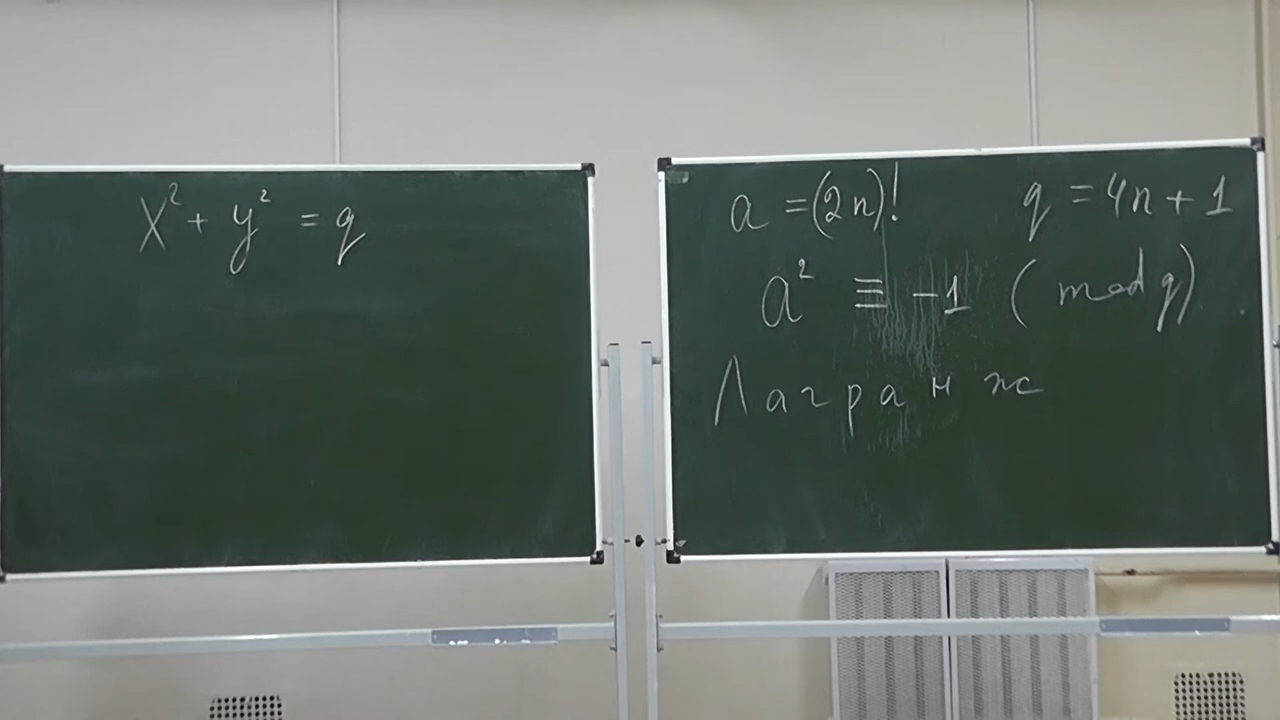 x² + y² = q
a = (2n)! q = 4n + 1
a² ≡ -1 (mod q)
Лагранж